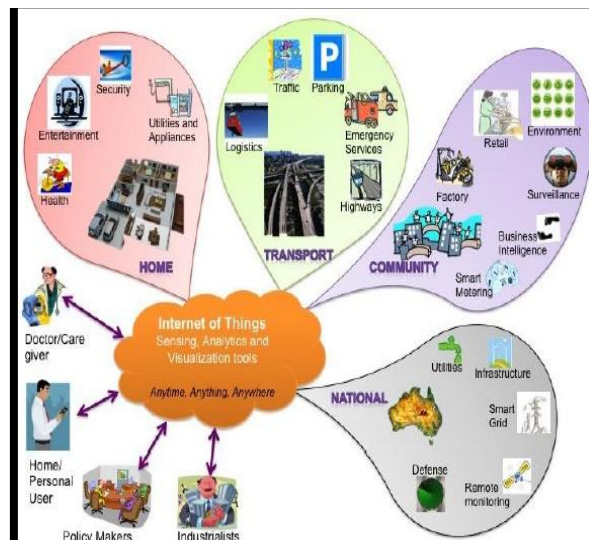 Security
Entertainment
Utilities and
Appliances
Health
HOME
Traffic
P
Parking
Logistics
Emergency
Services
Highways
TRANSPORT
Retail
Environment
Factory
Surveillance
Business
Intelligence
COMMUNITY
Smart
Metering
Internet of Things
Sensing, Analytics and
Visualization tools
Anytime, Anything, Anywhere
Doctor/Care
giver
Home/
Personal
User
Policy Makers
Industrialists
NATIONAL
Utilities
Infrastructure
Smart
Grid
Defense
Remote
monitoring